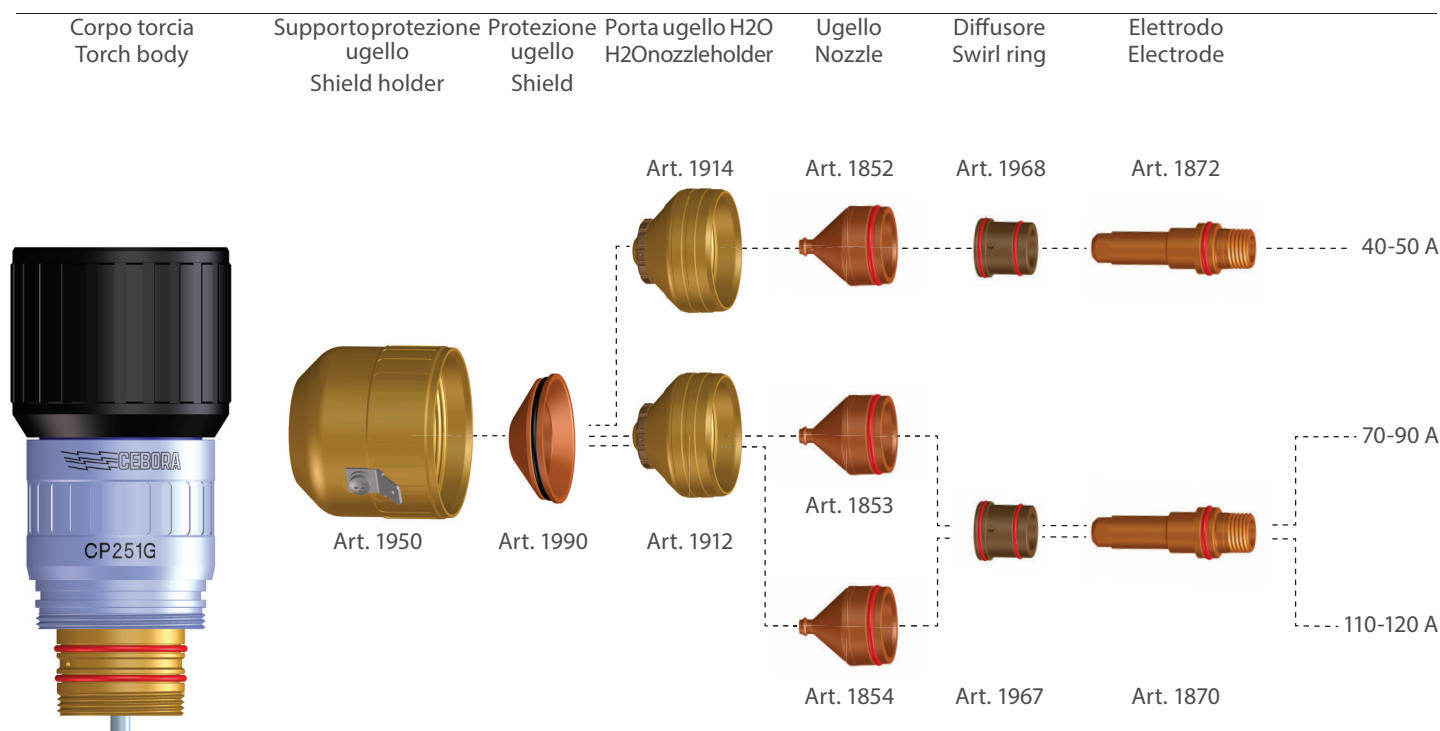 Corpo torcia
Torch body
Supporto protezione
ugello
Shield holder
Protezione
ugello
Shield
Porta ugello H2O
H2Onozzleholder
Ugello
Nozzle
Diffusore
Swirl ring
Elettrodo
Electrode
Art. 1914
Art. 1852
Art. 1968
Art. 1872
40-50 A
CEBORA
CP251G
70-90 A
Art. 1853
Art. 1950
Art. 1990
Art. 1912
110-120 A
Art. 1854
Art. 1967
Art. 1870